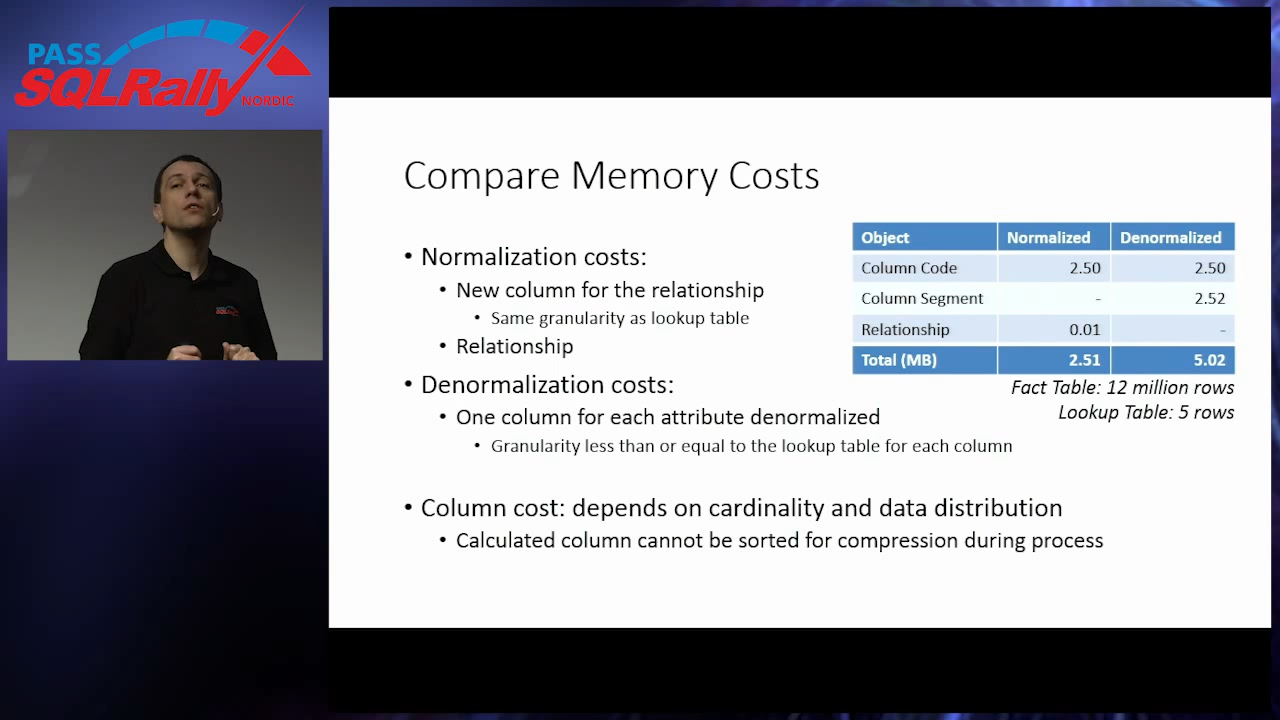 PASS
SQLRally
NORDIC
Compare Memory Costs
• Normalization costs:
• New column for the relationship
• Same granularity as lookup table
• Relationship
• Denormalization costs:
• One column for each attribute denormalized
• Granularity less than or equal to the lookup table for each column
• Column cost: depends on cardinality and data distribution
• Calculated column cannot be sorted for compression during process
Object Normalized Denormalized
Column Code 2.50 2.50
Column Segment - 2.52
Relationship 0.01 -
Total (MB) 2.51 5.02
Fact Table: 12 million rows
Lookup Table: 5 rows